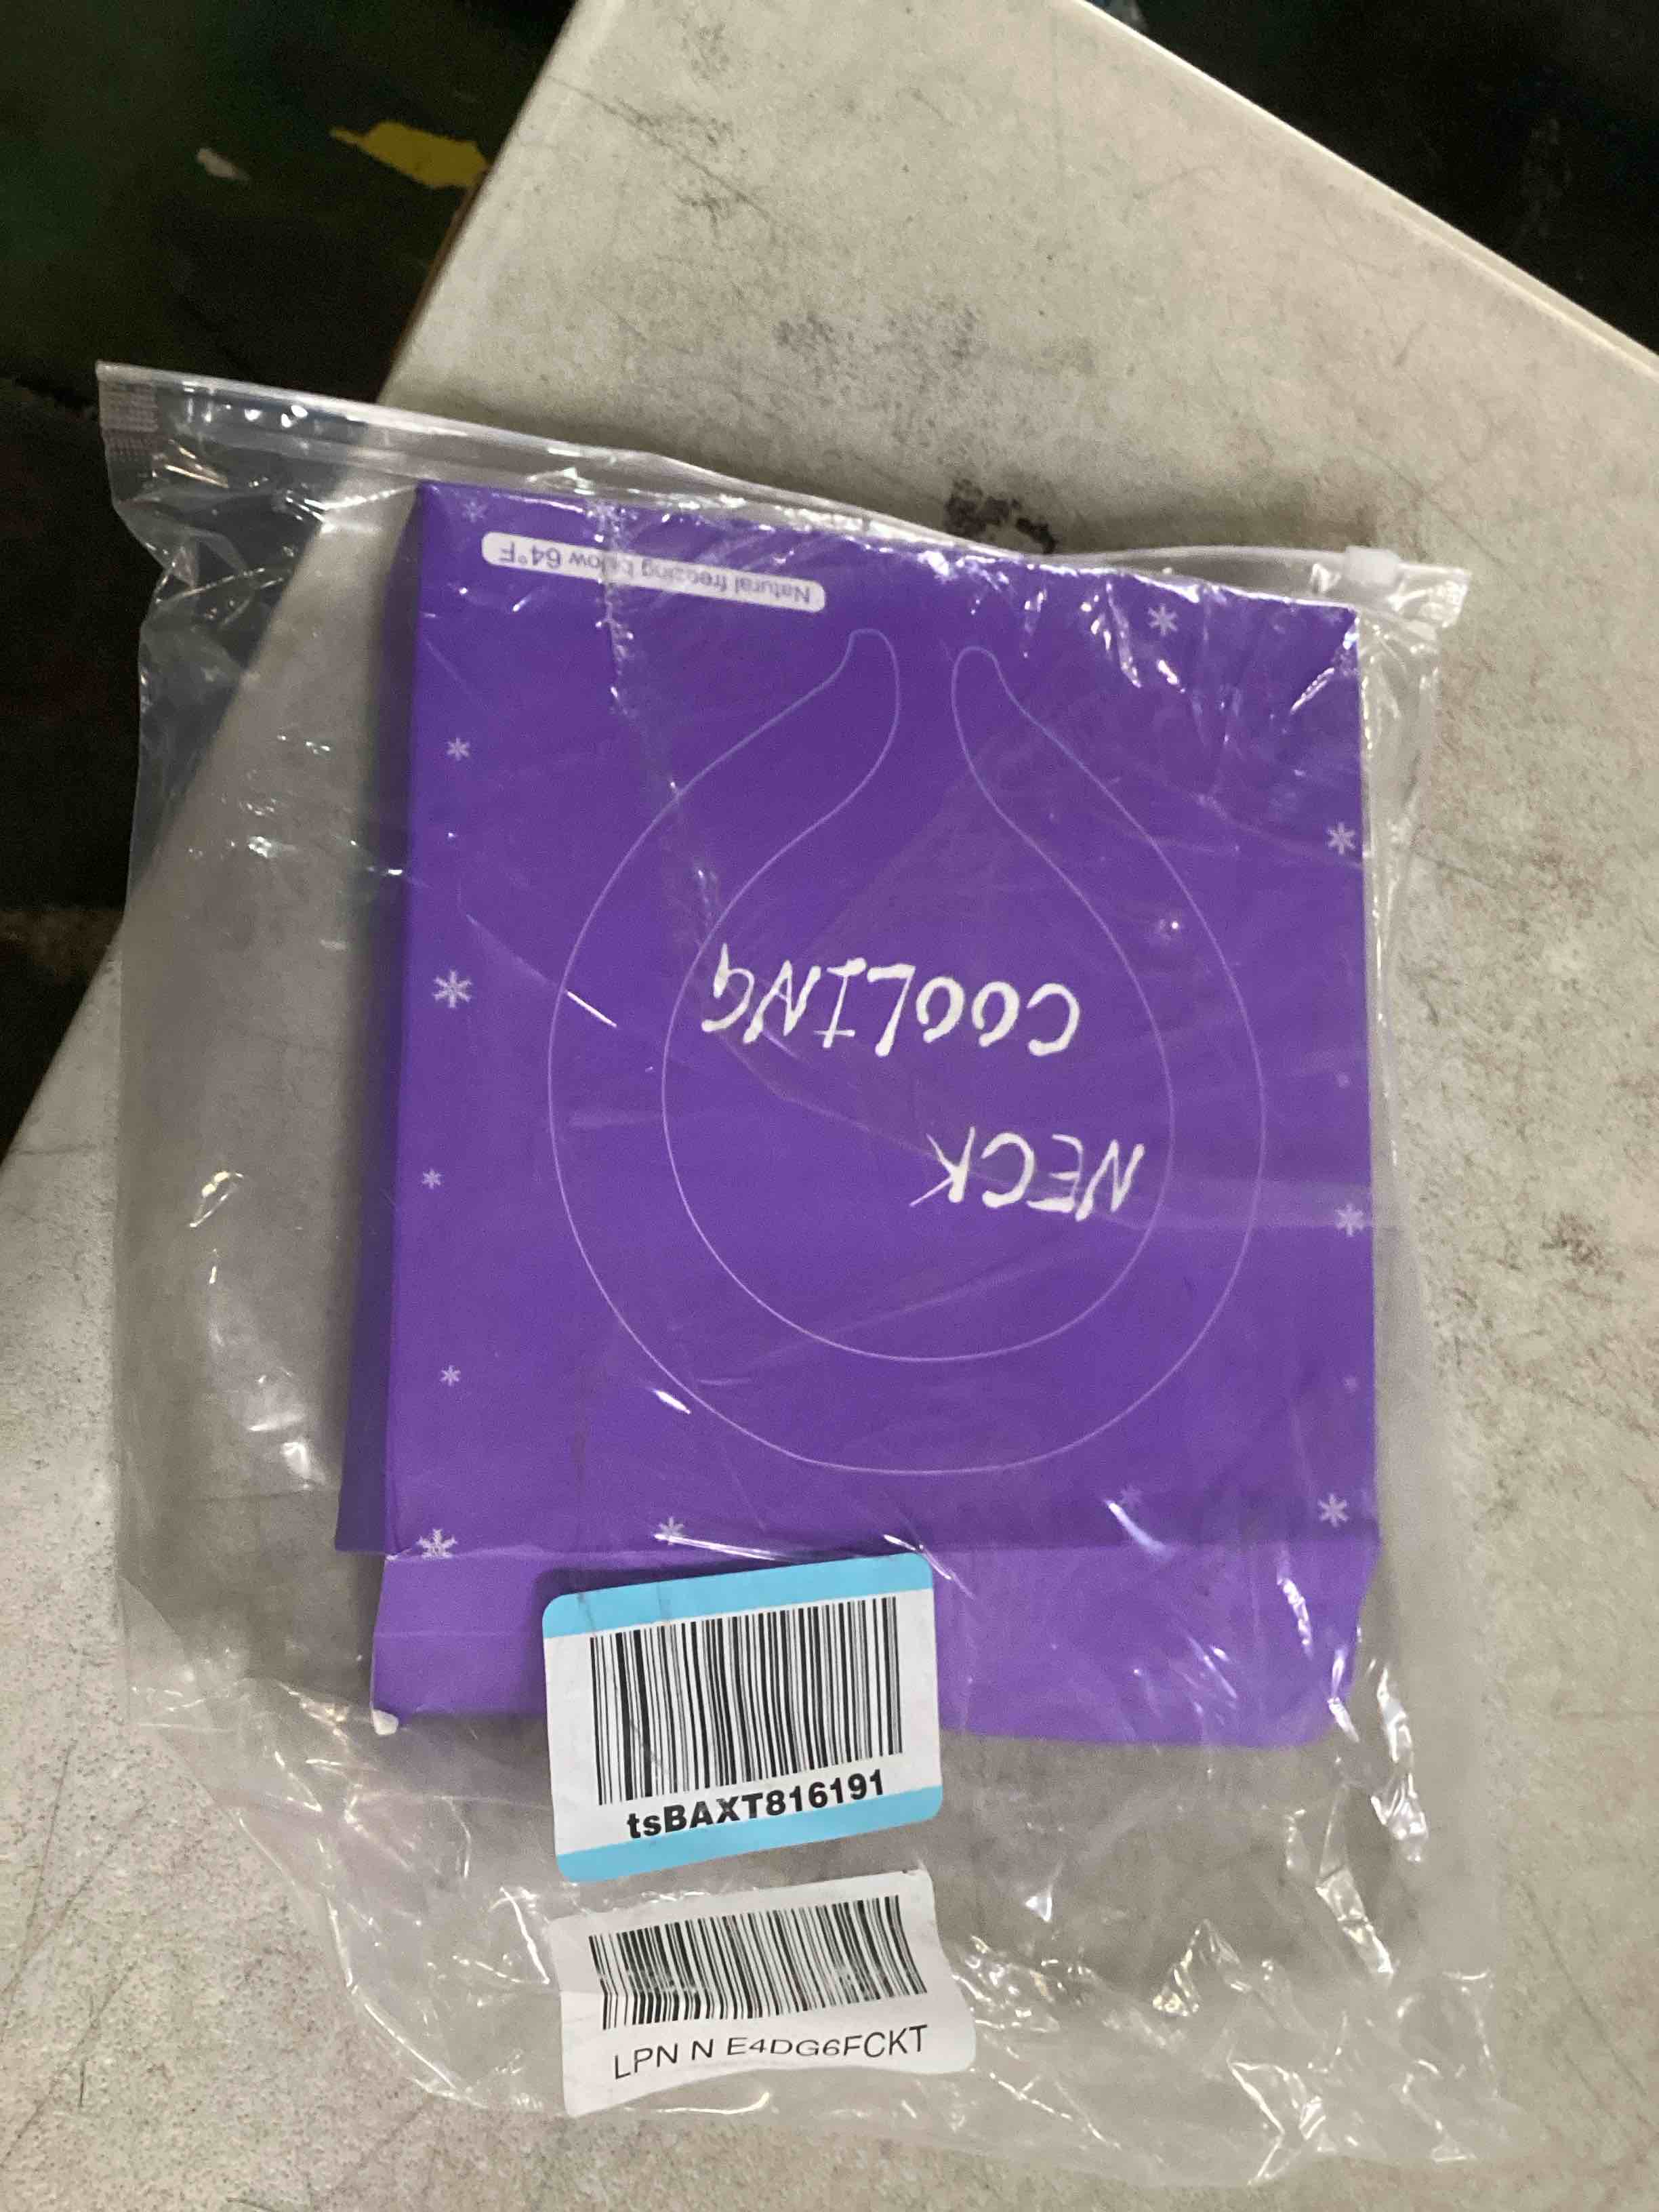 Natural freezing below 64°F
NECK
COOLING
tsBAXT816191
LPN N E4DG6FCKT